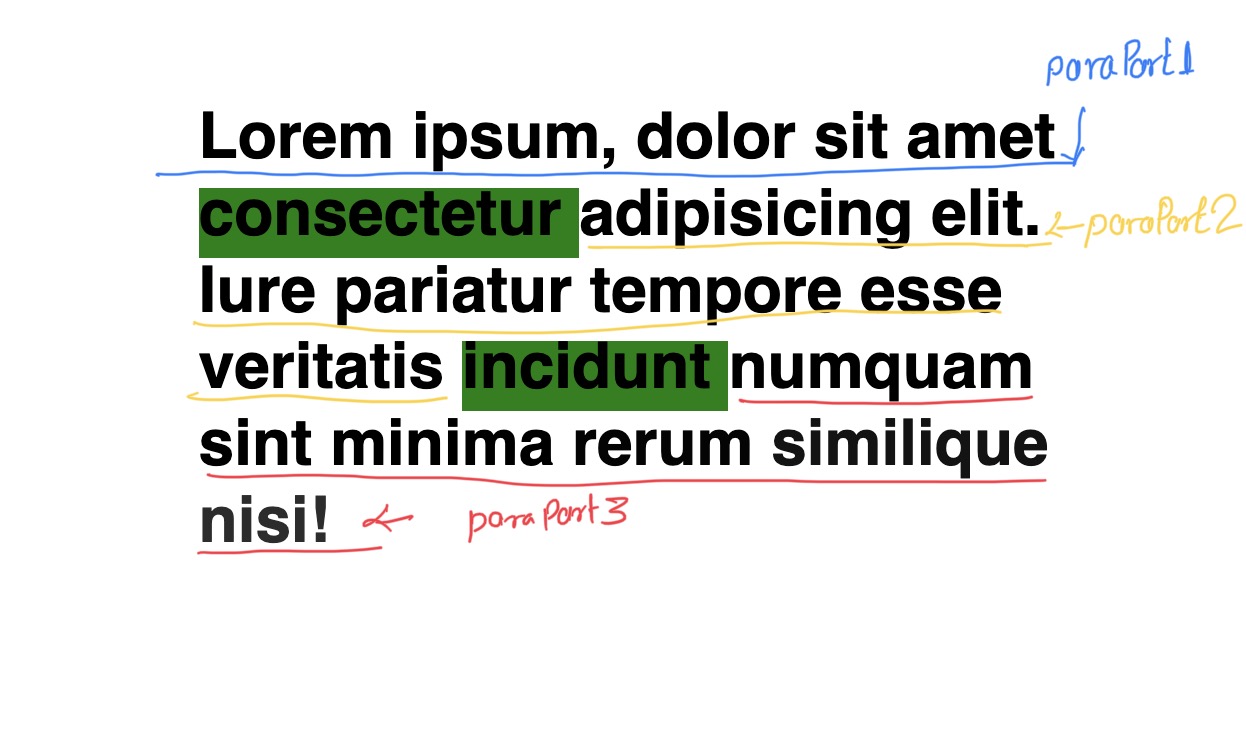 paraPart1
Lorem ipsum, dolor sit amet
consectetur adipisicing elit.
paraPart2
Iure pariatur tempore esse
veritatis incidunt numquam
sint minima rerum similique
nisi!
paraPart3